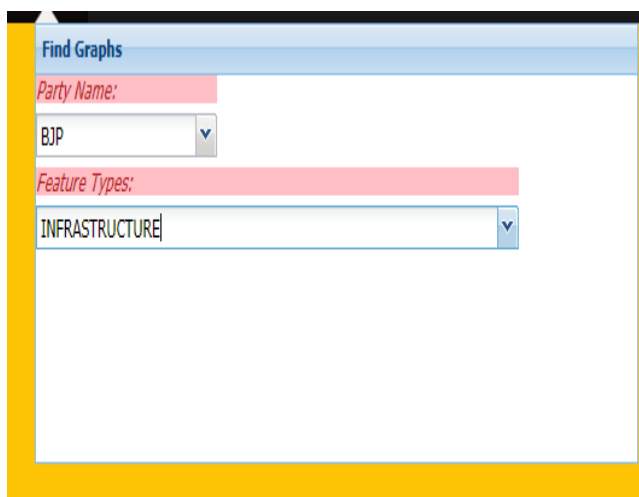 Find Graphs
Party Name:
BJP
Feature Types:
INFRASTRUCTURE